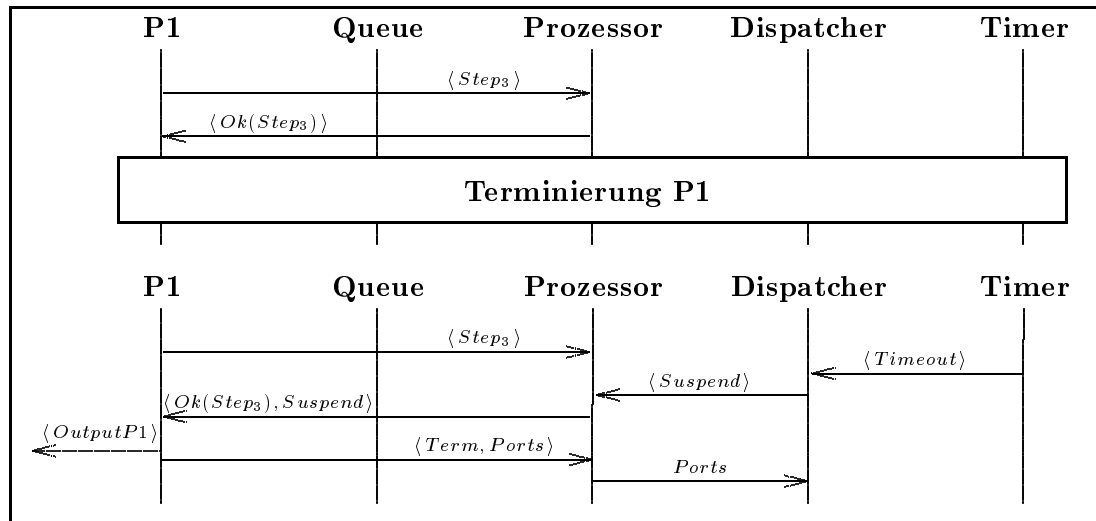 P1 Queue Prozessor Dispatcher Timer
⟨Step₃⟩
⟨Ok(Step₃)⟩
Terminierung P1
P1 Queue Prozessor Dispatcher Timer
⟨Step₃⟩
⟨Timeout⟩
⟨Suspend⟩
⟨Ok(Step₃), Suspend⟩
⟨OutputP1⟩
⟨Term, Ports⟩
Ports